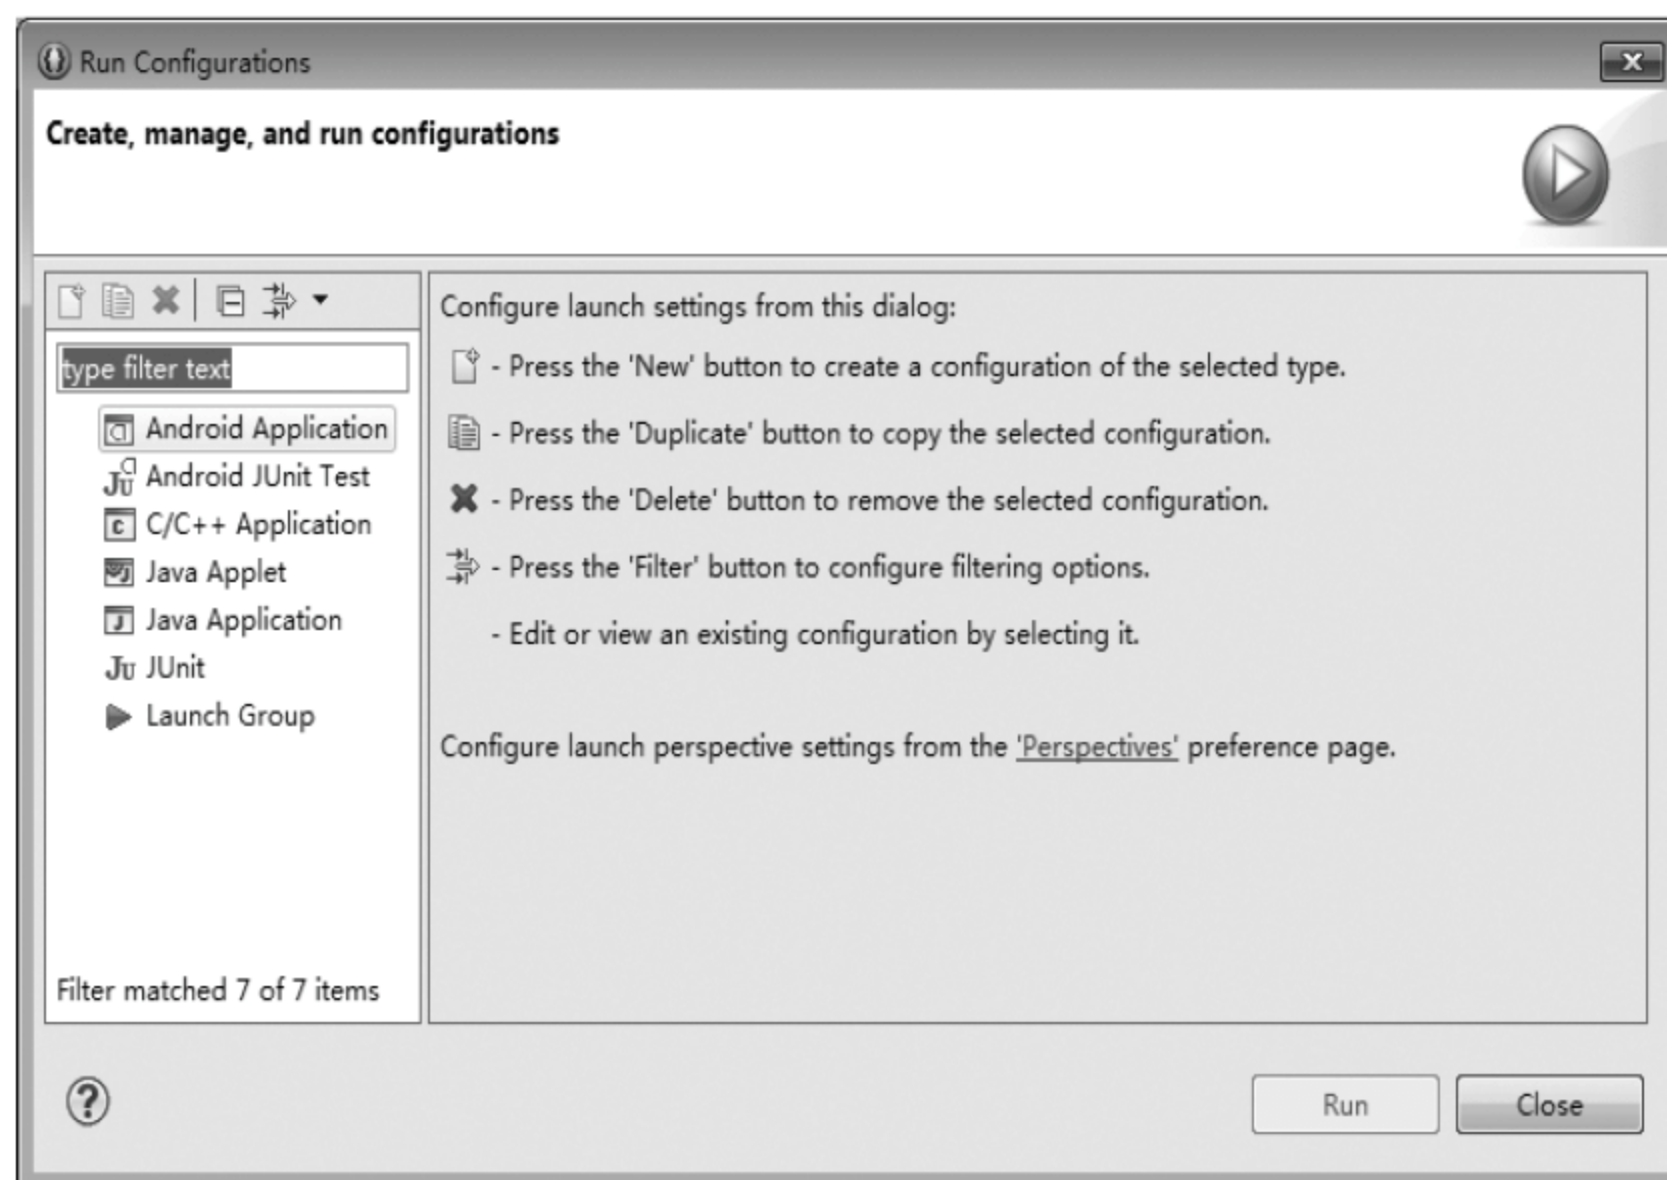 Run Configurations
Create, manage, and run configurations
type filter text
Android Application
Android JUnit Test
C/C++ Application
Java Applet
Java Application
JUnit
Launch Group
Filter matched 7 of 7 items
Configure launch settings from this dialog:
- Press the 'New' button to create a configuration of the selected type.
- Press the 'Duplicate' button to copy the selected configuration.
- Press the 'Delete' button to remove the selected configuration.
- Press the 'Filter' button to configure filtering options.
- Edit or view an existing configuration by selecting it.
Configure launch perspective settings from the 'Perspectives' preference page.
Run
Close